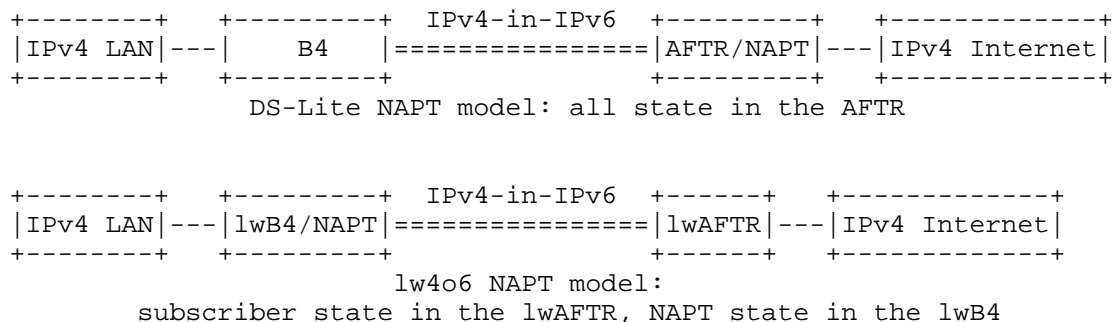 +--------+   +---------+  IPv4-in-IPv6  +---------+   +-------------+
|IPv4 LAN|---|    B4   |================|AFTR/NAPT|---|IPv4 Internet|
+--------+   +---------+                +---------+   +-------------+
DS-Lite NAPT model: all state in the AFTR
+--------+   +---------+  IPv4-in-IPv6  +------+   +-------------+
|IPv4 LAN|---|lwB4/NAPT|================|lwAFTR|---|IPv4 Internet|
+--------+   +---------+                +------+   +-------------+
lw4o6 NAPT model:
subscriber state in the lwAFTR, NAPT state in the lwB4